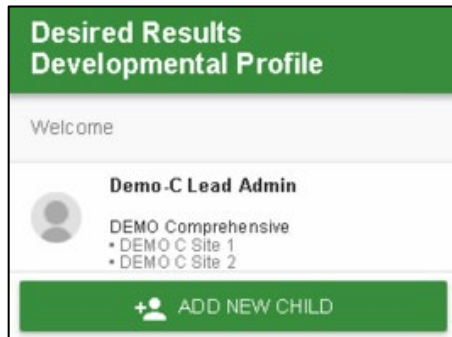 Desired Results
Developmental Profile
Welcome
Demo-C Lead Admin
DEMO Comprehensive
• DEMO C Site 1
• DEMO C Site 2
ADD NEW CHILD